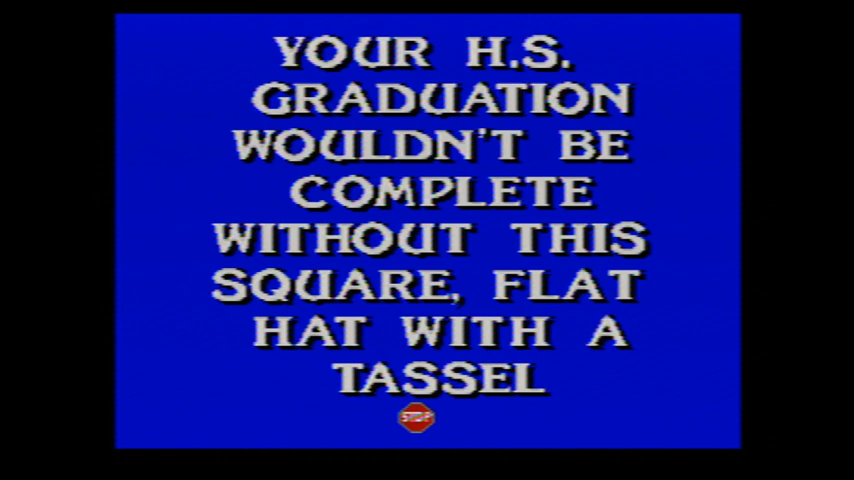 YOUR H.S.
GRADUATION
WOULDN'T BE
COMPLETE
WITHOUT THIS
SQUARE, FLAT
HAT WITH A
TASSEL
STOP